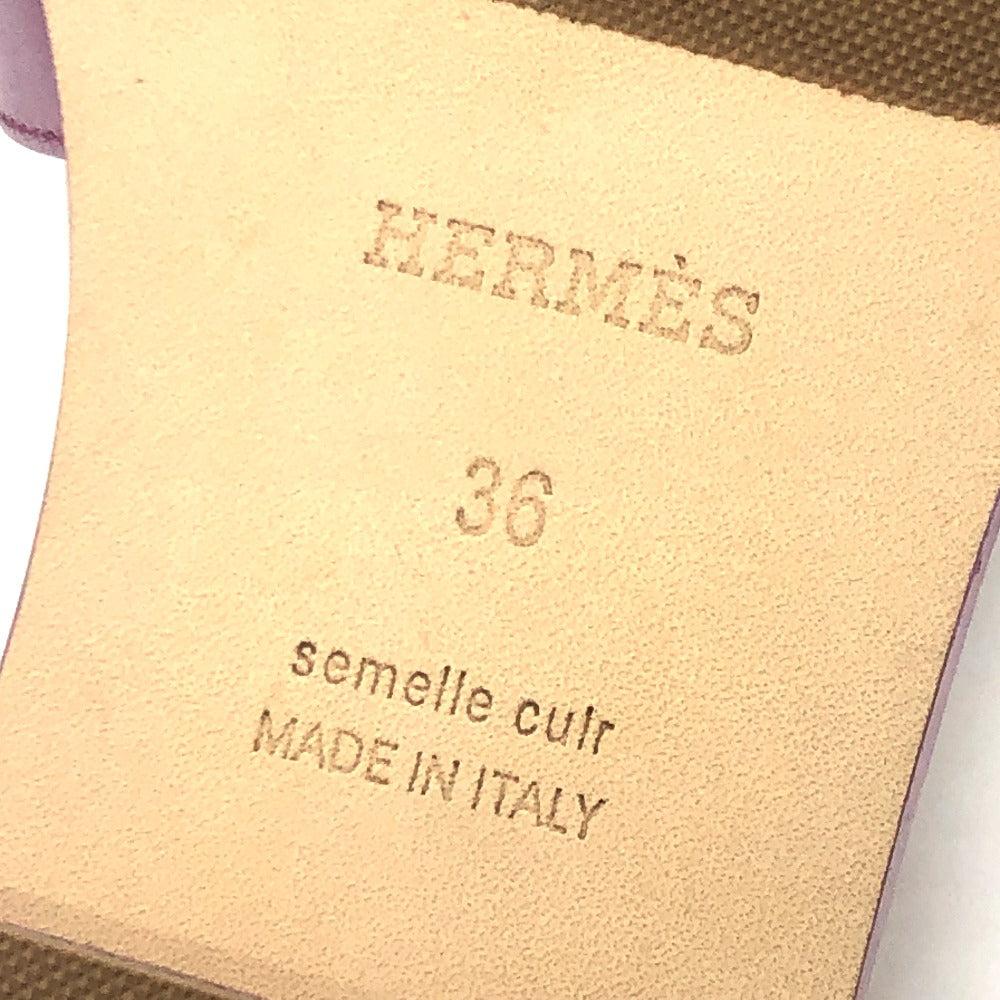 HERMÈS
36
semelle cuir
MADE IN ITALY